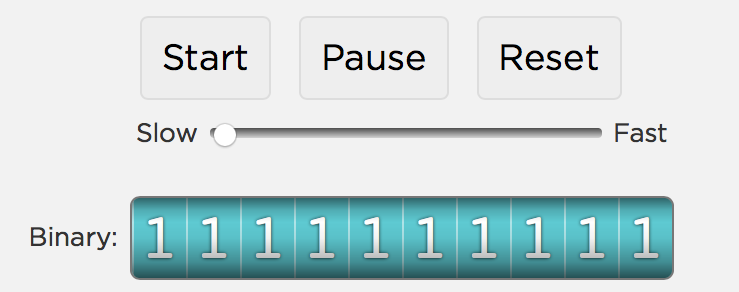 Start Pause Reset
Slow Fast
Binary: 1 1 1 1 1 1 1 1 1 1